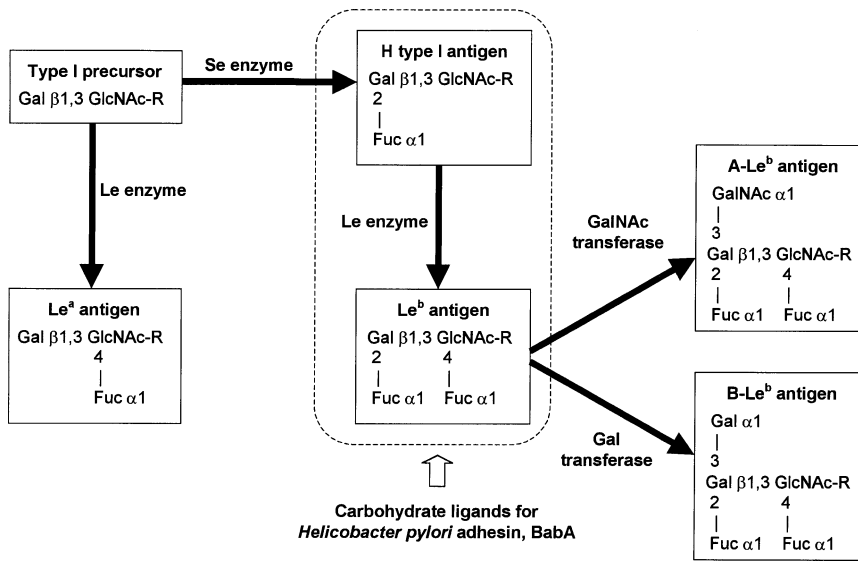 Type I precursor
Gal β1,3 GlcNAc-R
Se enzyme
H type I antigen
Gal β1,3 GlcNAc-R
2
|
Fuc α1
Le enzyme
Le enzyme
Leᵃ antigen
Gal β1,3 GlcNAc-R
4
|
Fuc α1
Leᵇ antigen
Gal β1,3 GlcNAc-R
2 4
| |
Fuc α1 Fuc α1
GalNAc
transferase
A-Leᵇ antigen
GalNAc α1
|
3
Gal β1,3 GlcNAc-R
2 4
| |
Fuc α1 Fuc α1
Gal
transferase
B-Leᵇ antigen
Gal α1
|
3
Gal β1,3 GlcNAc-R
2 4
| |
Fuc α1 Fuc α1
Carbohydrate ligands for
Helicobacter pylori adhesin, BabA